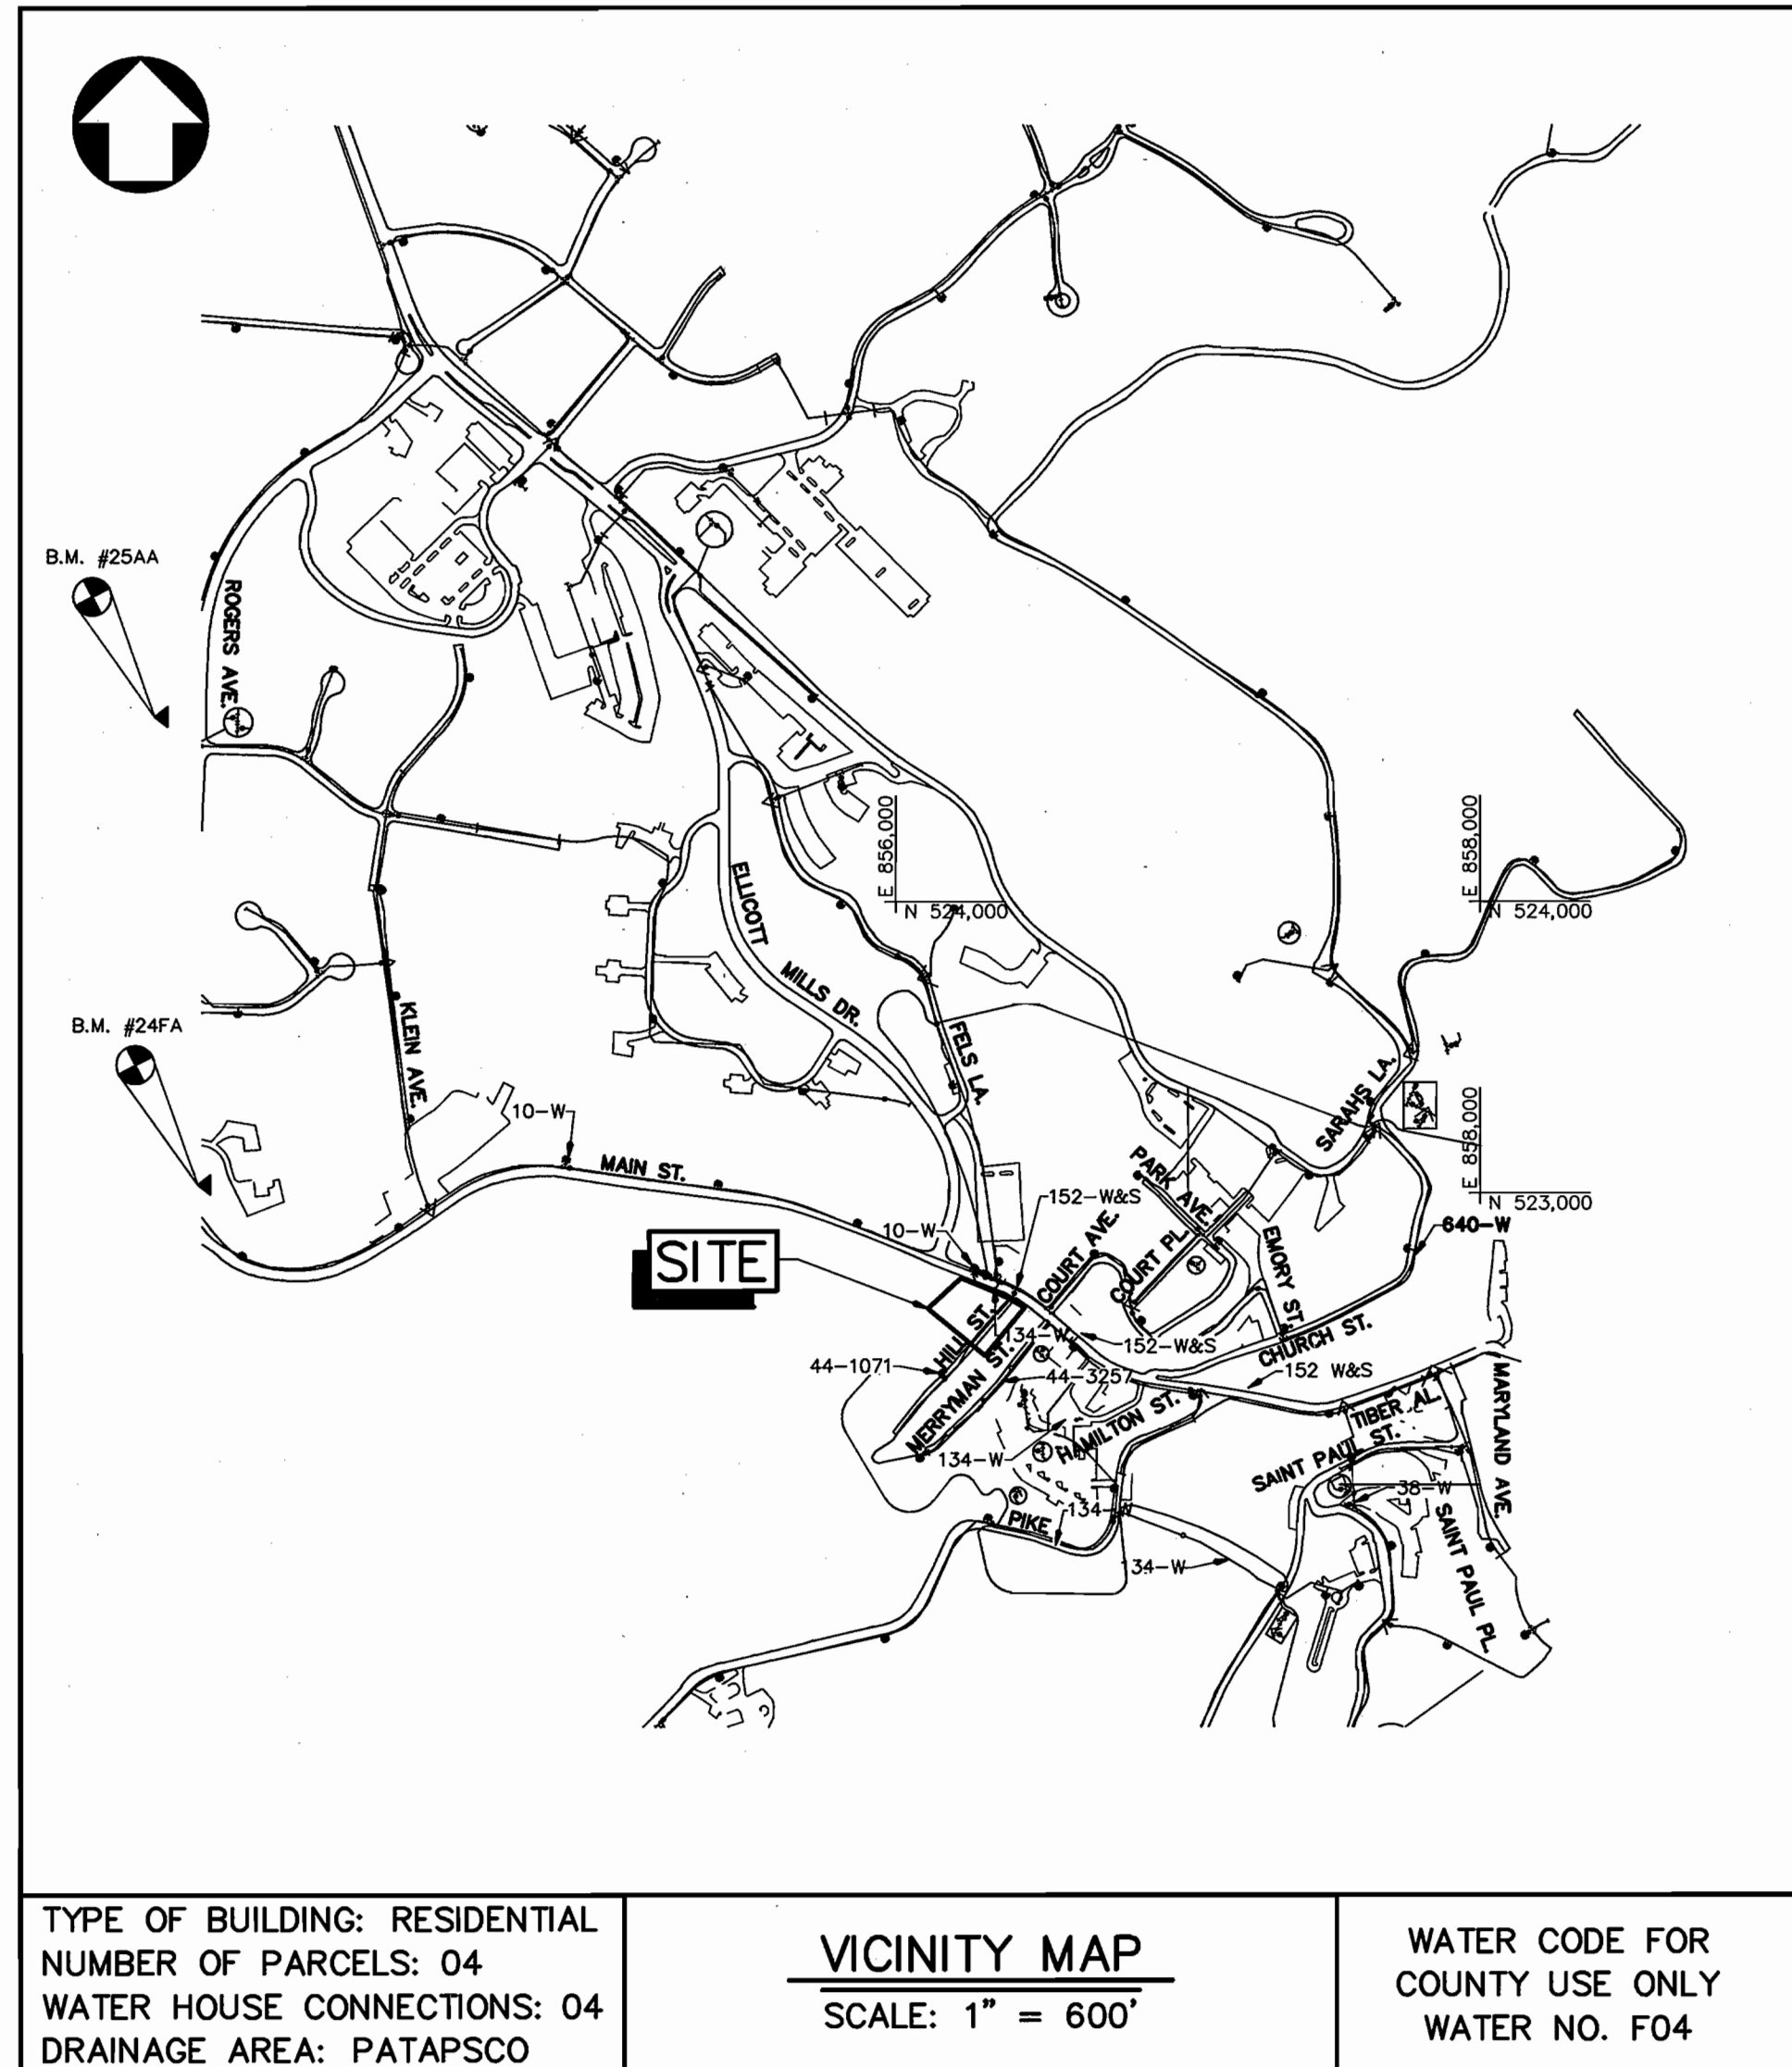 B.M. #25AA
ROGERS AVE.
E 856,000
N 524,000
E 858,000
N 524,000
ELLICOTT
MILLS DR.
B.M. #24FA
KLEIN AVE.
FELS LA.
SARAHS LA.
10-W
MAIN ST.
PARK AVE.
E 858,000
N 523,000
152-W&S
10-W
COURT AVE.
COURT PL.
EMORY ST.
640-W
SITE
HILL ST.
134-W
152-W&S
CHURCH ST.
152 W&S
44-1071
MERRYMAN ST.
44-3257
HAMILTON ST.
TIBER AL.
MARYLAND AVE.
134-W
SAINT PAUL ST.
38-W
SAINT PAUL PL.
PIKE
134-W
134-W
TYPE OF BUILDING: RESIDENTIAL
NUMBER OF PARCELS: 04
WATER HOUSE CONNECTIONS: 04
DRAINAGE AREA: PATAPSCO
VICINITY MAP
SCALE: 1" = 600'
WATER CODE FOR
COUNTY USE ONLY
WATER NO. F04